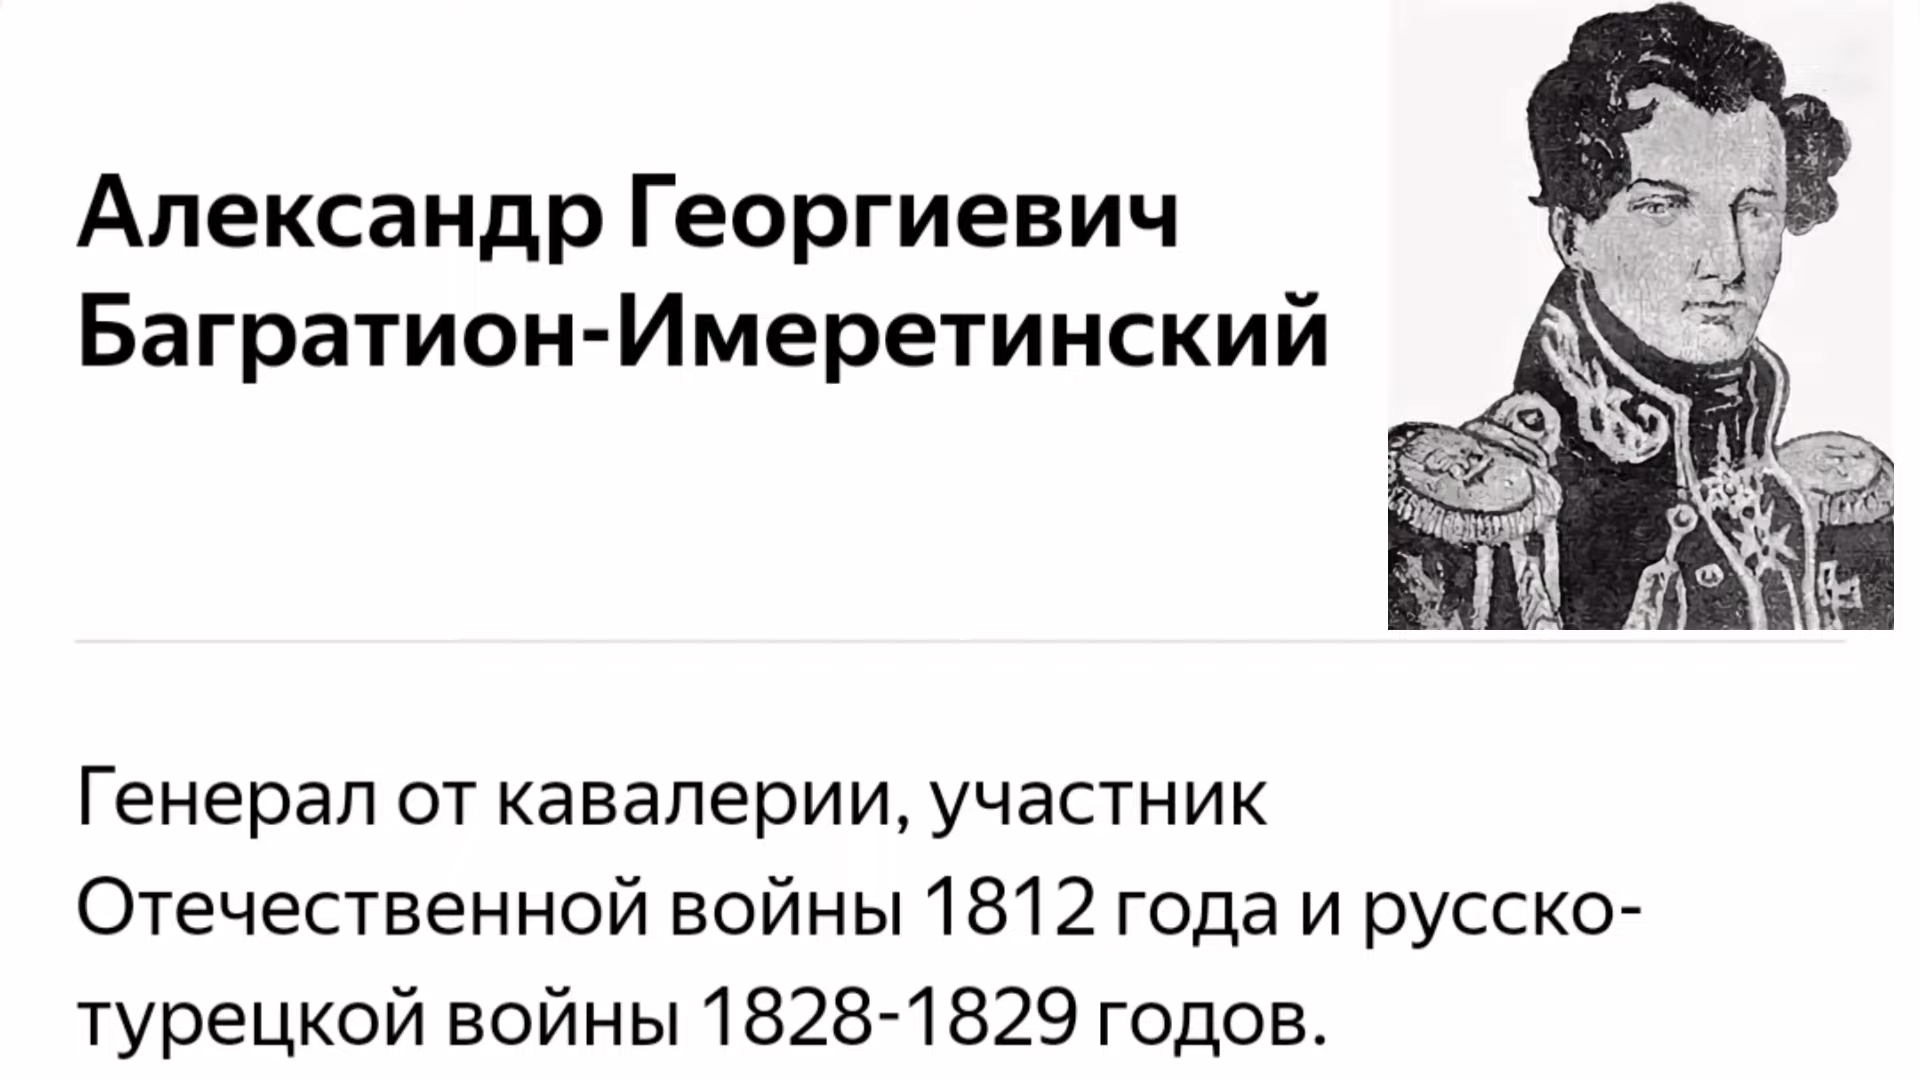 Александр Георгиевич
Багратион-Имеретинский
Генерал от кавалерии, участник
Отечественной войны 1812 года и русско-
турецкой войны 1828-1829 годов.